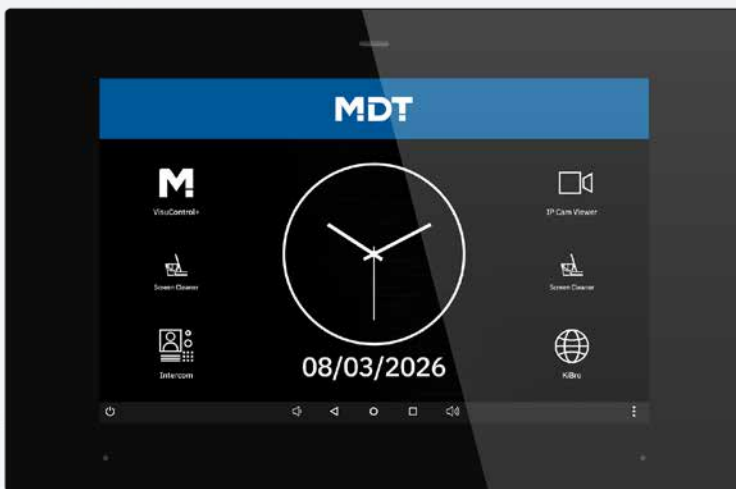 MDT
VisuControl+
IP Cam Viewer
Screen Cleaner
Screen Cleaner
Intercom
08/03/2026
KiBro